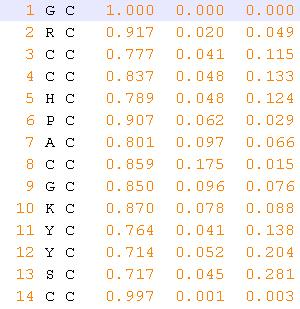 1 G C 1.000 0.000 0.000
2 R C 0.917 0.020 0.049
3 C C 0.777 0.041 0.115
4 C C 0.837 0.048 0.133
5 H C 0.789 0.048 0.124
6 P C 0.907 0.062 0.029
7 A C 0.801 0.097 0.066
8 C C 0.859 0.175 0.015
9 G C 0.850 0.096 0.076
10 K C 0.870 0.078 0.088
11 Y C 0.764 0.041 0.138
12 Y C 0.714 0.052 0.204
13 S C 0.717 0.045 0.281
14 C C 0.997 0.001 0.003